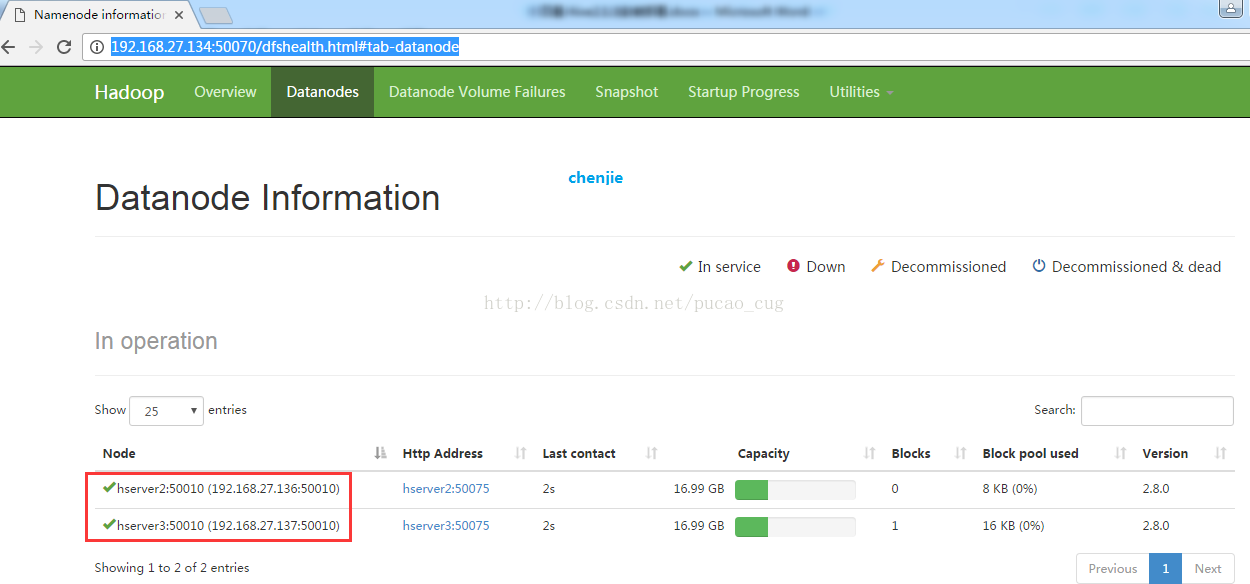 Namenode information
192.168.27.134:50070/dfshealth.html#tab-datanode
Hadoop Overview Datanodes Datanode Volume Failures Snapshot Startup Progress Utilities
chenjie
Datanode Information
In service Down Decommissioned Decommissioned & dead
http://blog.csdn.net/pucao_cug
In operation
Show 25 entries Search:
Node Http Address Last contact Capacity Blocks Block pool used Version
hserver2:50010 (192.168.27.136:50010) hserver2:50075 2s 16.99 GB 0 8 KB (0%) 2.8.0
hserver3:50010 (192.168.27.137:50010) hserver3:50075 2s 16.99 GB 1 16 KB (0%) 2.8.0
Showing 1 to 2 of 2 entries Previous 1 Next